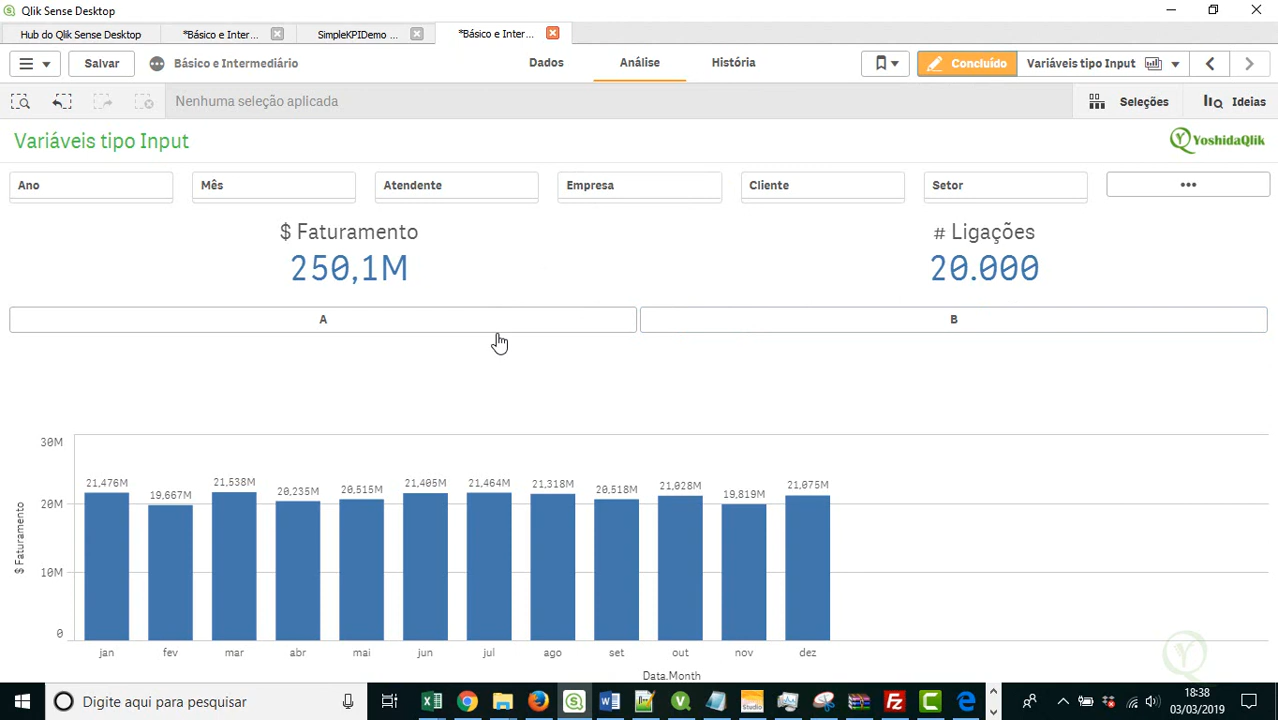 Qlik Sense Desktop
Hub do Qlik Sense Desktop
*Básico e Inter...
SimpleKPIDemo ...
*Básico e Inter...
Salvar
Básico e Intermediário
Dados
Análise
História
Concluído
Variáveis tipo Input
Nenhuma seleção aplicada
Seleções
Ideias
Variáveis tipo Input
YoshidaQlik
Ano
Mês
Atendente
Empresa
Cliente
Setor
•••
$ Faturamento
# Ligações
250,1M
20.000
A
B
$ Faturamento
30M
20M
10M
0
21,476M
19,667M
21,538M
20,235M
20,515M
21,405M
21,464M
21,318M
20,518M
21,028M
19,819M
21,075M
jan
fev
mar
abr
mai
jun
jul
ago
set
out
nov
dez
Data.Month
Digite aqui para pesquisar
Studio
18:38
03/03/2019